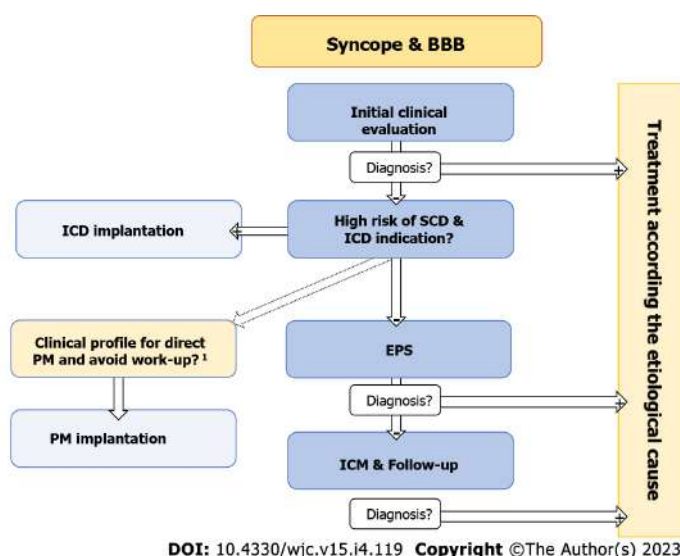 Syncope & BBB
Initial clinical
evaluation
Diagnosis?
+
-
ICD implantation
+
High risk of SCD &
ICD indication?
-
Clinical profile for direct
PM and avoid work-up? 1
EPS
Diagnosis?
+
-
PM implantation
ICM & Follow-up
Diagnosis?
+
Treatment according the etiological cause
DOI: 10.4330/wjc.v15.i4.119 Copyright ©The Author(s) 2023